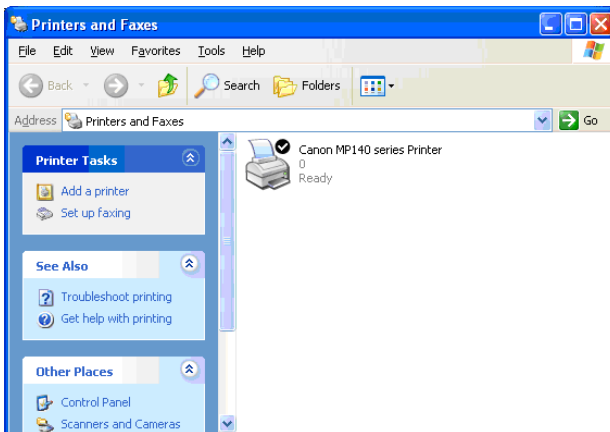 Printers and Faxes
File Edit View Favorites Tools Help
Back Search Folders
Address Printers and Faxes Go
Printer Tasks
Add a printer
Set up faxing
See Also
Troubleshoot printing
Get help with printing
Other Places
Control Panel
Scanners and Cameras
Canon MP140 series Printer
0
Ready